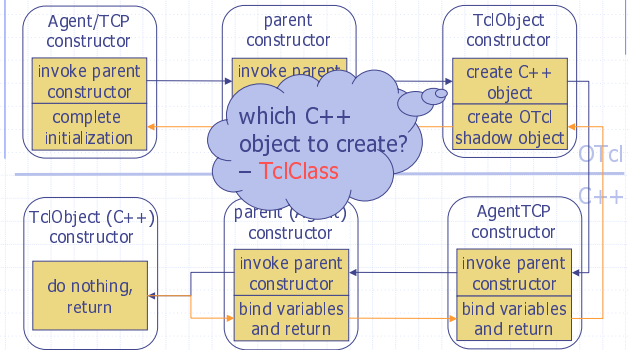 Agent/TCP
constructor
invoke parent
constructor
complete
initialization
parent
constructor
invoke parent
TclObject
constructor
create C++
object
create OTcl
shadow object
which C++
object to create?
– TclClass
OTcl
C++
TclObject (C++)
constructor
do nothing,
return
parent (Agent)
constructor
invoke parent
constructor
bind variables
and return
AgentTCP
constructor
invoke parent
constructor
bind variables
and return